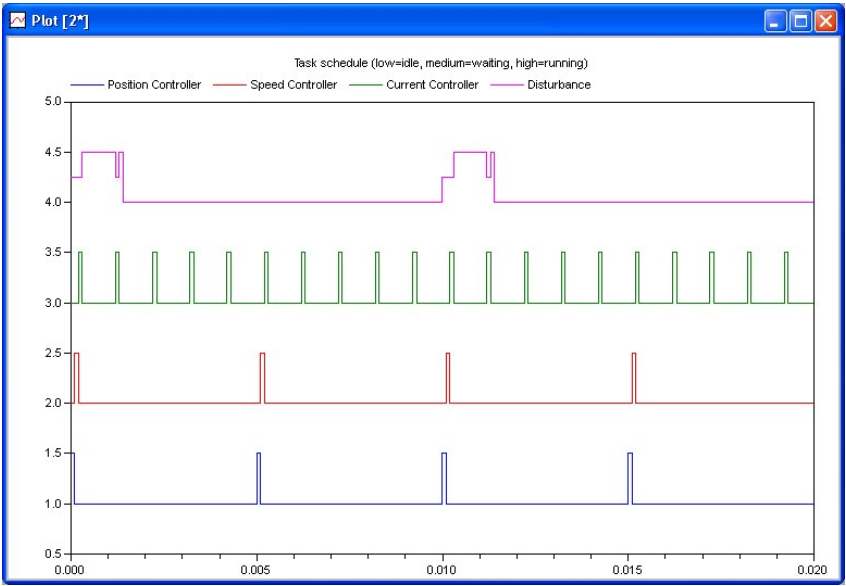 Plot [2*]
Task schedule (low=idle, medium=waiting, high=running)
Position Controller Speed Controller Current Controller Disturbance
5.0
4.5
4.0
3.5
3.0
2.5
2.0
1.5
1.0
0.5
0.000 0.005 0.010 0.015 0.020